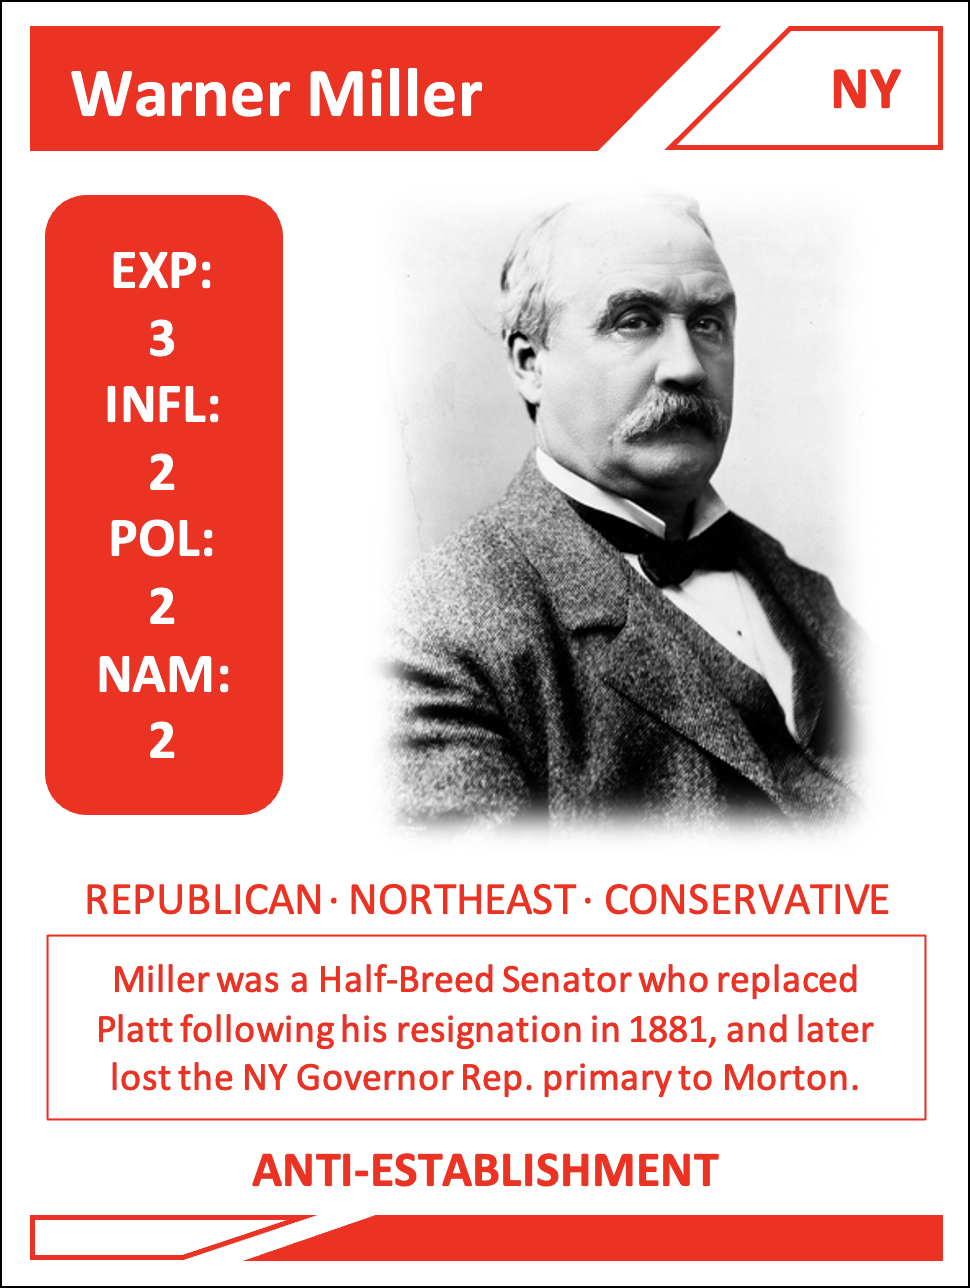 Warner Miller
NY
EXP:
3
INFL:
2
POL:
2
NAM:
2
REPUBLICAN · NORTHEAST · CONSERVATIVE
Miller was a Half-Breed Senator who replaced
Platt following his resignation in 1881, and later
lost the NY Governor Rep. primary to Morton.
ANTI-ESTABLISHMENT